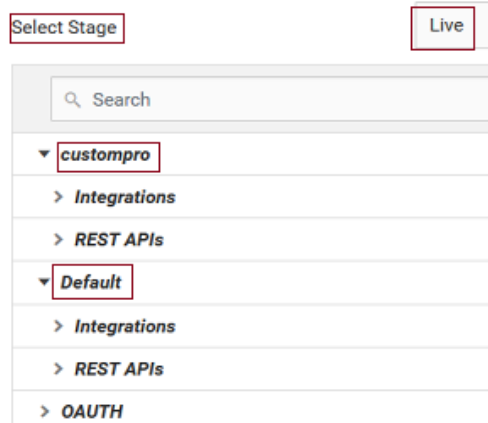 Select Stage
Live
Search
custompro
Integrations
REST APIs
Default
Integrations
REST APIs
OAUTH